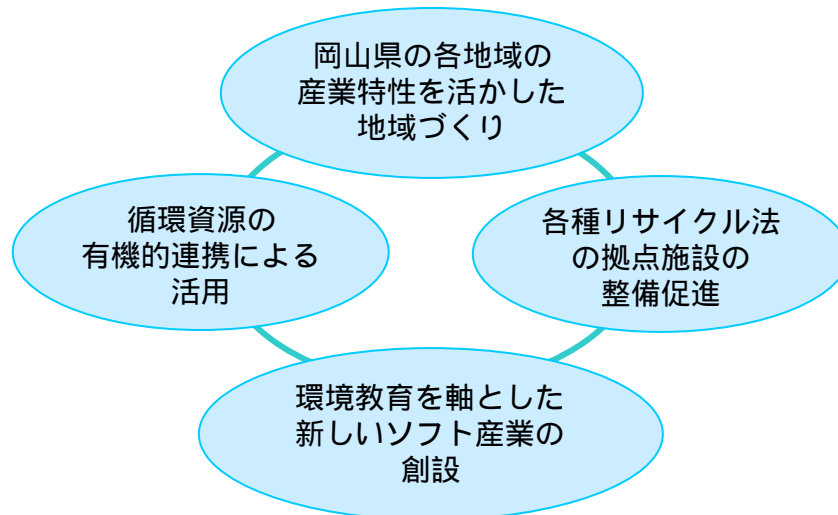 岡山県の各地域の
産業特性を活かした
地域づくり
循環資源の
有機的連携による
活用
各種リサイクル法
の拠点施設の
整備促進
環境教育を軸とした
新しいソフト産業の
創設